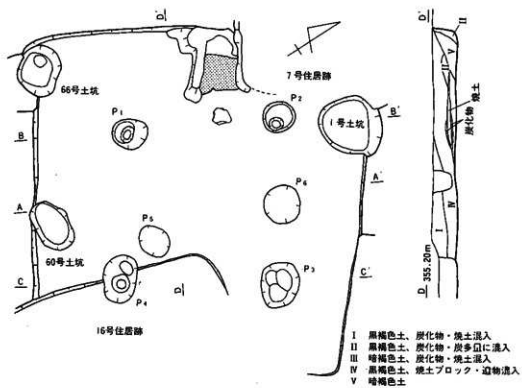 D'
7号住居跡
66号土坑
P₁
P₂
1号土坑
B'
B
A'
P₆
A
P₅
60号土坑
C'
C
P₃
D
P₄
16号住居跡
D'
II
V
II
焼土
炭化物
IV
I
D 355.20m
I 黒褐色土、炭化物・焼土混入
II 黒褐色土、炭化物・炭多量に混入
III 暗褐色土、炭化物・焼土混入
IV 黒褐色土、焼土ブロック・遺物混入
V 暗褐色土